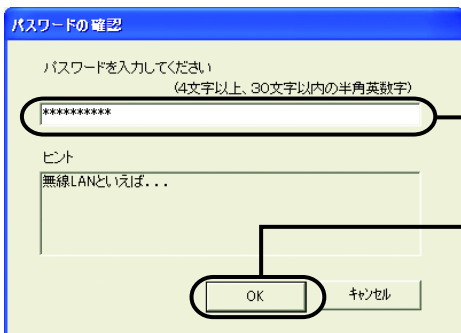 パスワードの確認
パスワードを入力してください
(4文字以上、30文字以内の半角英数字)
**********
ヒント
無線LANといえば...
OK
キャンセル